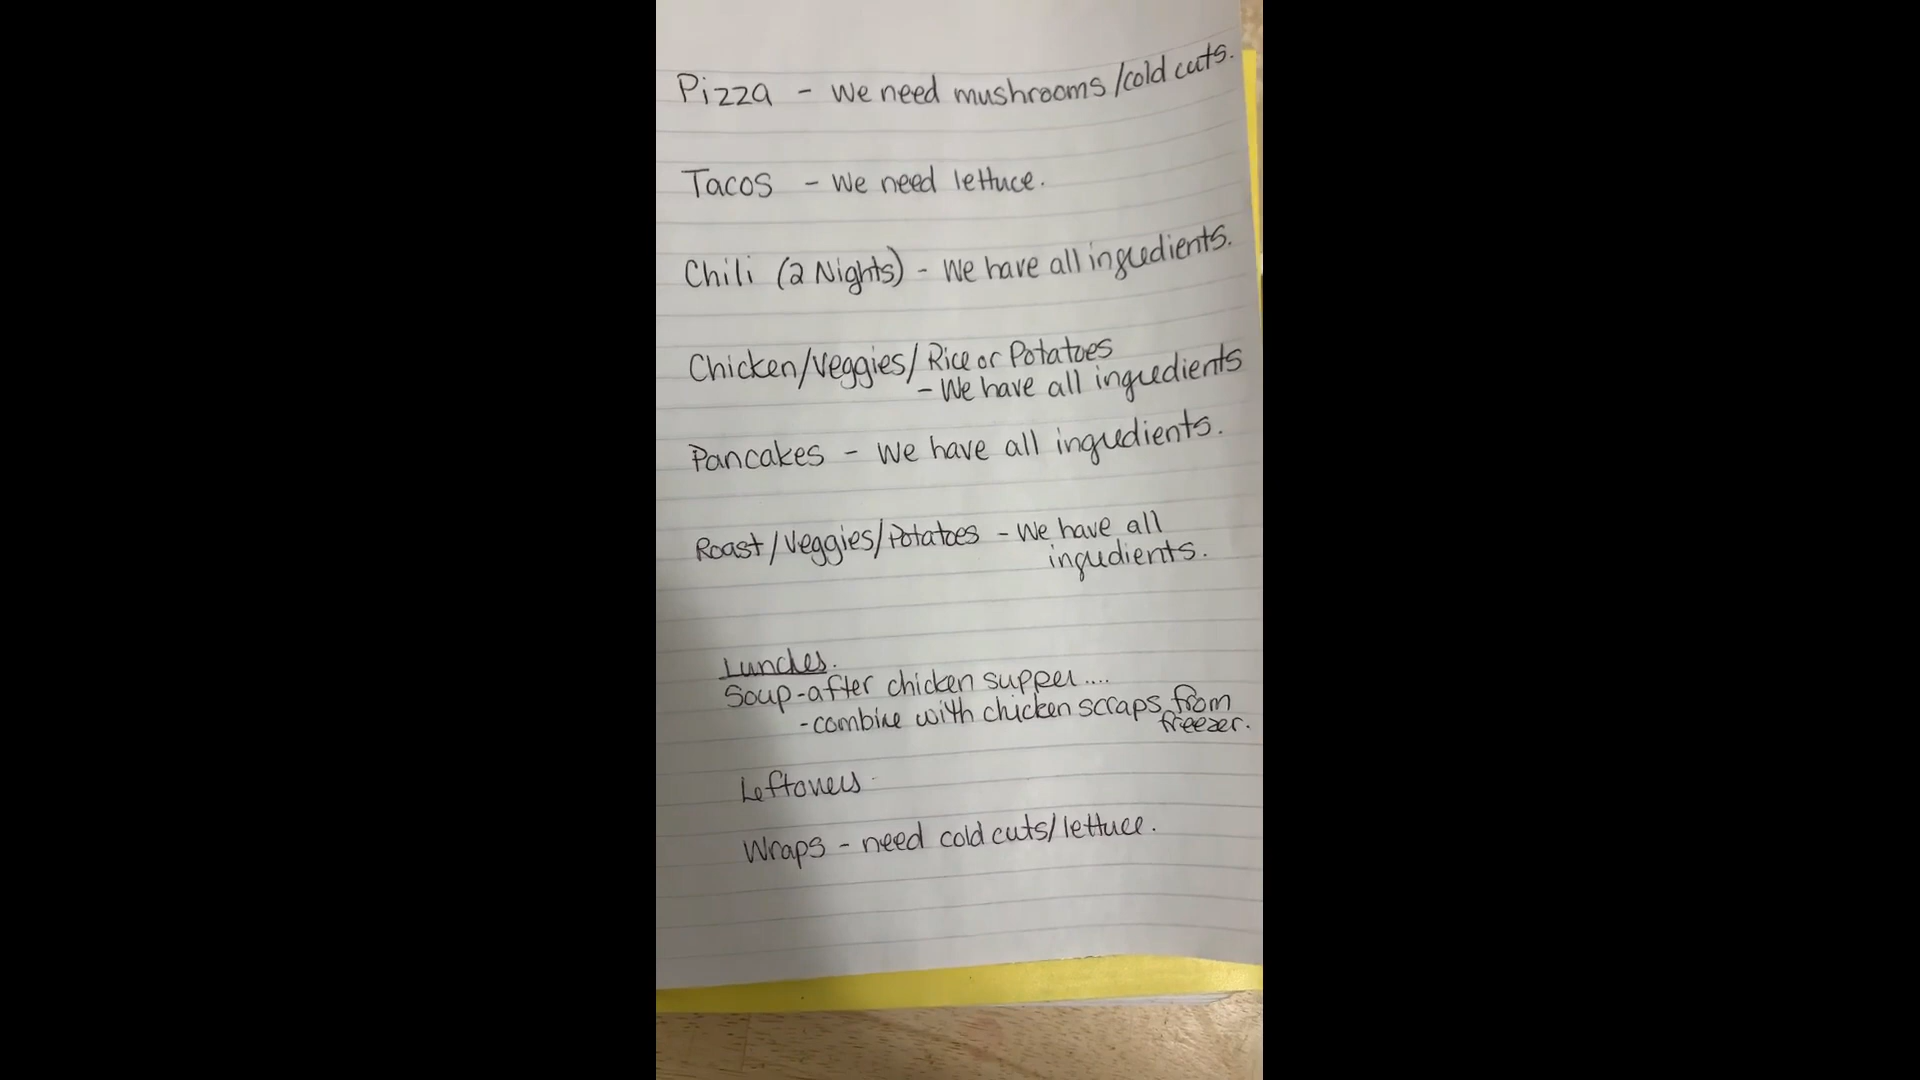 Pizza - We need mushrooms/cold cuts.
Tacos - We need lettuce.
Chili (2 Nights) - We have all ingredients.
Chicken/Veggies/Rice or Potatoes
- We have all ingredients
Pancakes - We have all ingredients.
Roast/Veggies/Potatoes - We have all
ingredients.
Lunches.
Soup-after chicken supper....
-combine with chicken scraps from
freezer.
Leftovers
Wraps - need cold cuts/lettuce.